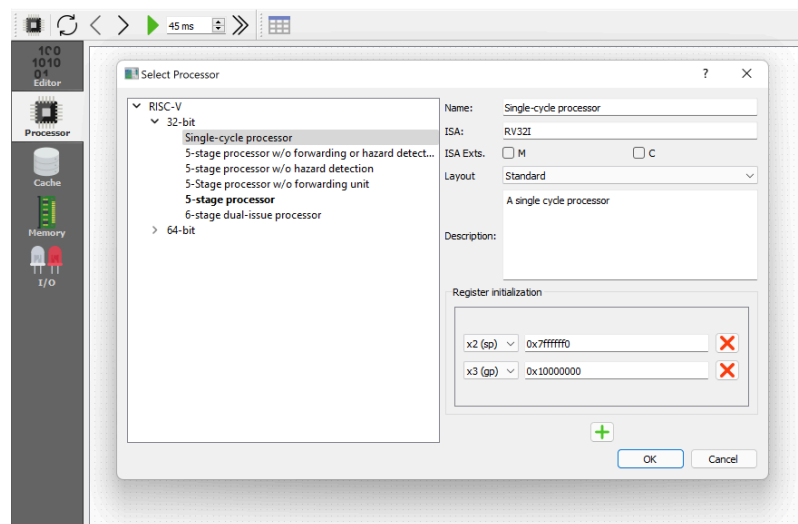 45 ms
Editor
Processor
Cache
Memory
I/O
Select Processor
?
RISC-V
32-bit
Single-cycle processor
5-stage processor w/o forwarding or hazard detect...
5-stage processor w/o hazard detection
5-Stage processor w/o forwarding unit
5-stage processor
6-stage dual-issue processor
64-bit
Name: Single-cycle processor
ISA: RV32I
ISA Exts. M C
Layout Standard
Description: A single cycle processor
Register initialization
x2 (sp) 0x7ffffff0
x3 (gp) 0x10000000
OK Cancel